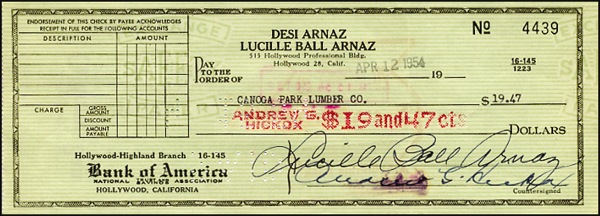 ENDORSEMENT OF THIS CHECK BY PAYEE ACKNOWLEDGES
RECEIPT IN FULL FOR THE FOLLOWING ACCOUNTS
DESCRIPTION AMOUNT
CHARGE
GROSS AMOUNT
DISCOUNT
AMOUNT PAYABLE
Hollywood-Highland Branch 16-145
Bank of America
NATIONAL ASSOCIATION
HOLLYWOOD, CALIFORNIA
DESI ARNAZ
LUCILLE BALL ARNAZ
515 Hollywood Professional Bldg.
Hollywood 28, Calif.
No 4439
APR 12 1954 19
16-145
1223
PAY TO THE ORDER OF
CANOGA PARK LUMBER CO. $19.47
ANDREW G. HICKOX $19 and 47 cts
DOLLARS
Lucille Ball Arnaz
Andrew G. Hickox
Countersigned